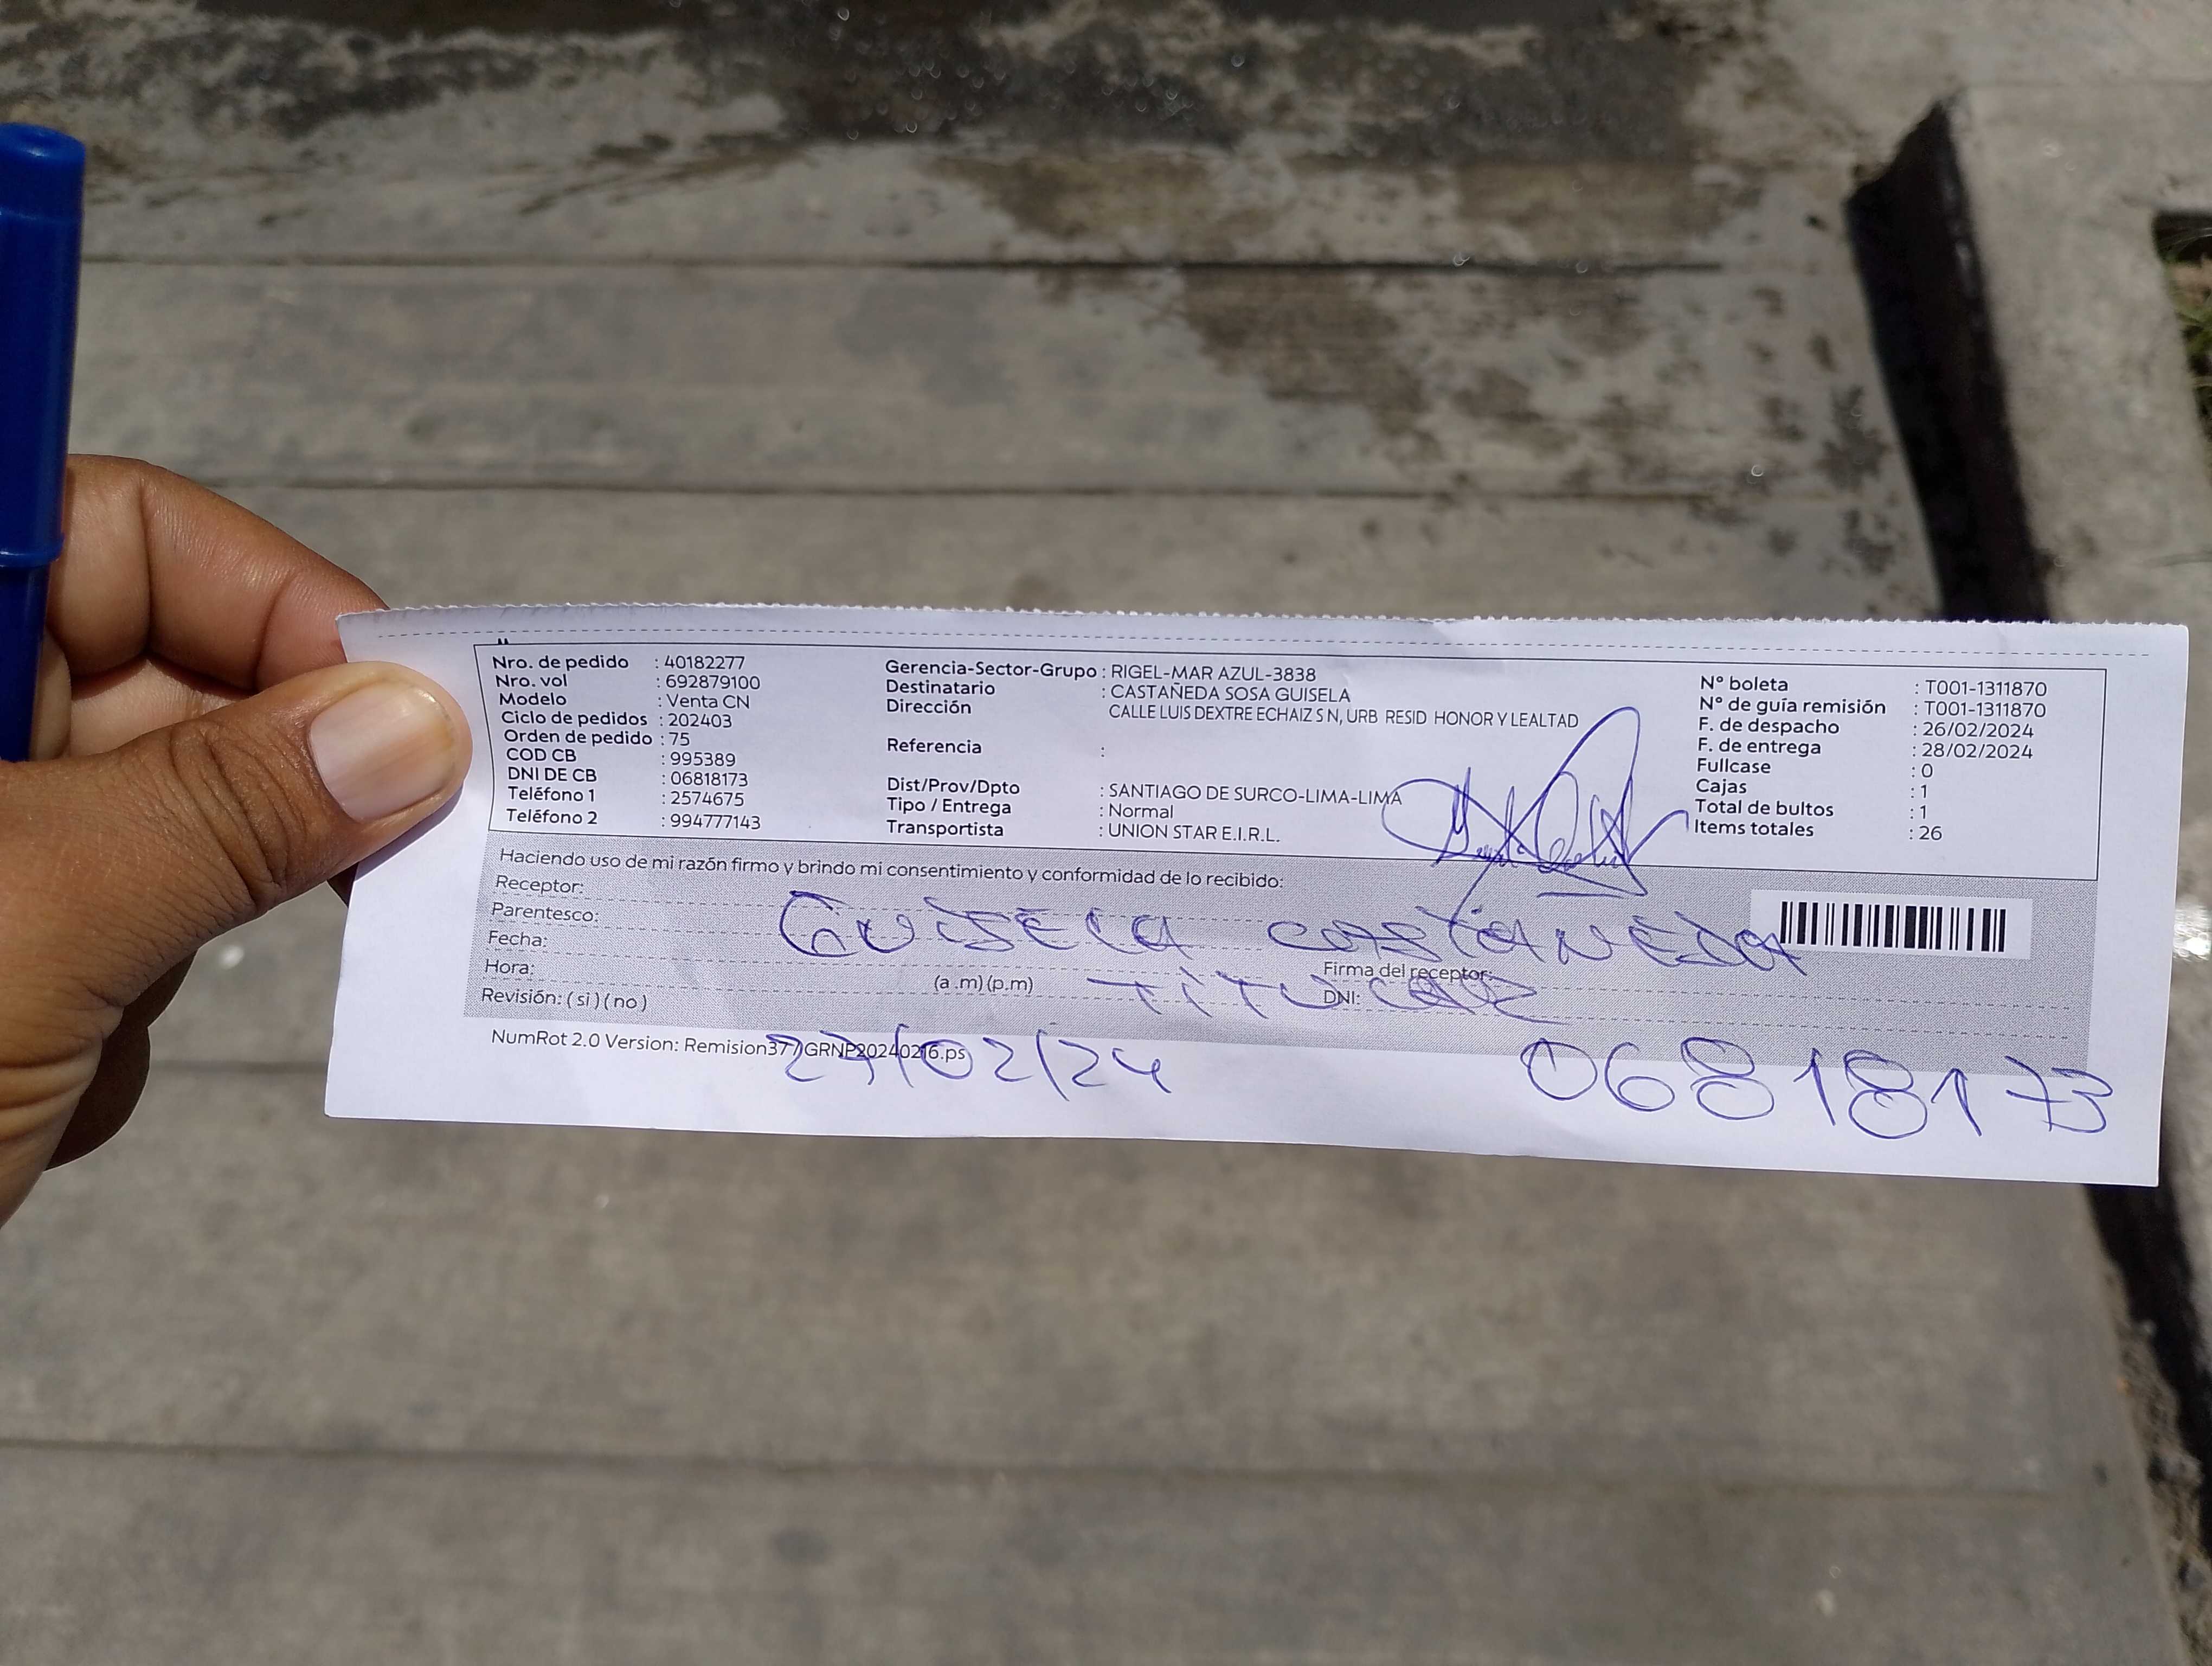 Nro. de pedido : 40182277
Nro. vol : 692879100
Modelo : Venta CN
Ciclo de pedidos : 202403
Orden de pedido : 75
COD CB : 995389
DNI DE CB : 06818173
Teléfono 1 : 2574675
Teléfono 2 : 994777143
Gerencia-Sector-Grupo : RIGEL-MAR AZUL-3838
Destinatario : CASTAÑEDA SOSA GUISELA
Dirección CALLE LUIS DEXTRE ECHAIZ S N, URB RESID HONOR Y LEALTAD
Referencia :
Dist/Prov/Dpto : SANTIAGO DE SURCO-LIMA-LIMA
Tipo / Entrega : Normal
Transportista : UNION STAR E.I.R.L.
N° boleta : T001-1311870
N° de guía remisión : T001-1311870
F. de despacho : 26/02/2024
F. de entrega : 28/02/2024
Fullcase : 0
Cajas : 1
Total de bultos : 1
Items totales : 26
Haciendo uso de mi razón firmo y brindo mi consentimiento y conformidad de lo recibido:
Receptor: GUISELA CASTANEDA
Parentesco: TITULAR
Fecha: 27/02/24
Hora: (a .m) (p.m)
Firma del receptor:
DNI: 06818173
Revisión: ( si ) ( no )
NumRot 2.0 Version: Remision377GRNP20240216.ps